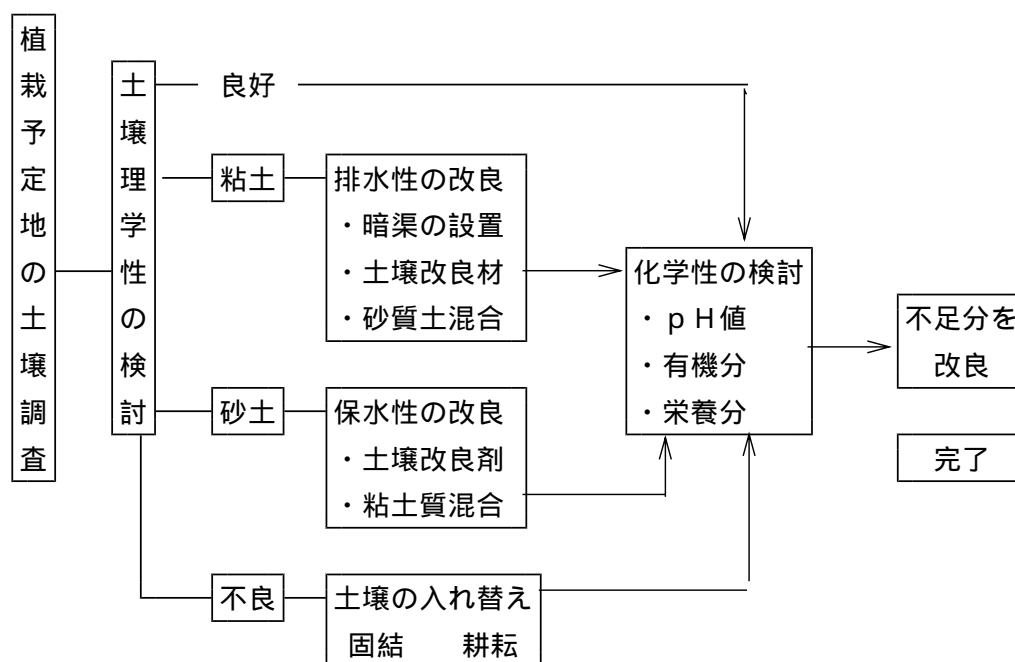 植栽予定地の土壌調査
土壌理学性の検討
良好
粘土
排水性の改良
・暗渠の設置
・土壌改良材
・砂質土混合
砂土
保水性の改良
・土壌改良剤
・粘土質混合
不良
土壌の入れ替え
固結 耕耘
化学性の検討
・ｐＨ値
・有機分
・栄養分
不足分を
改良
完了